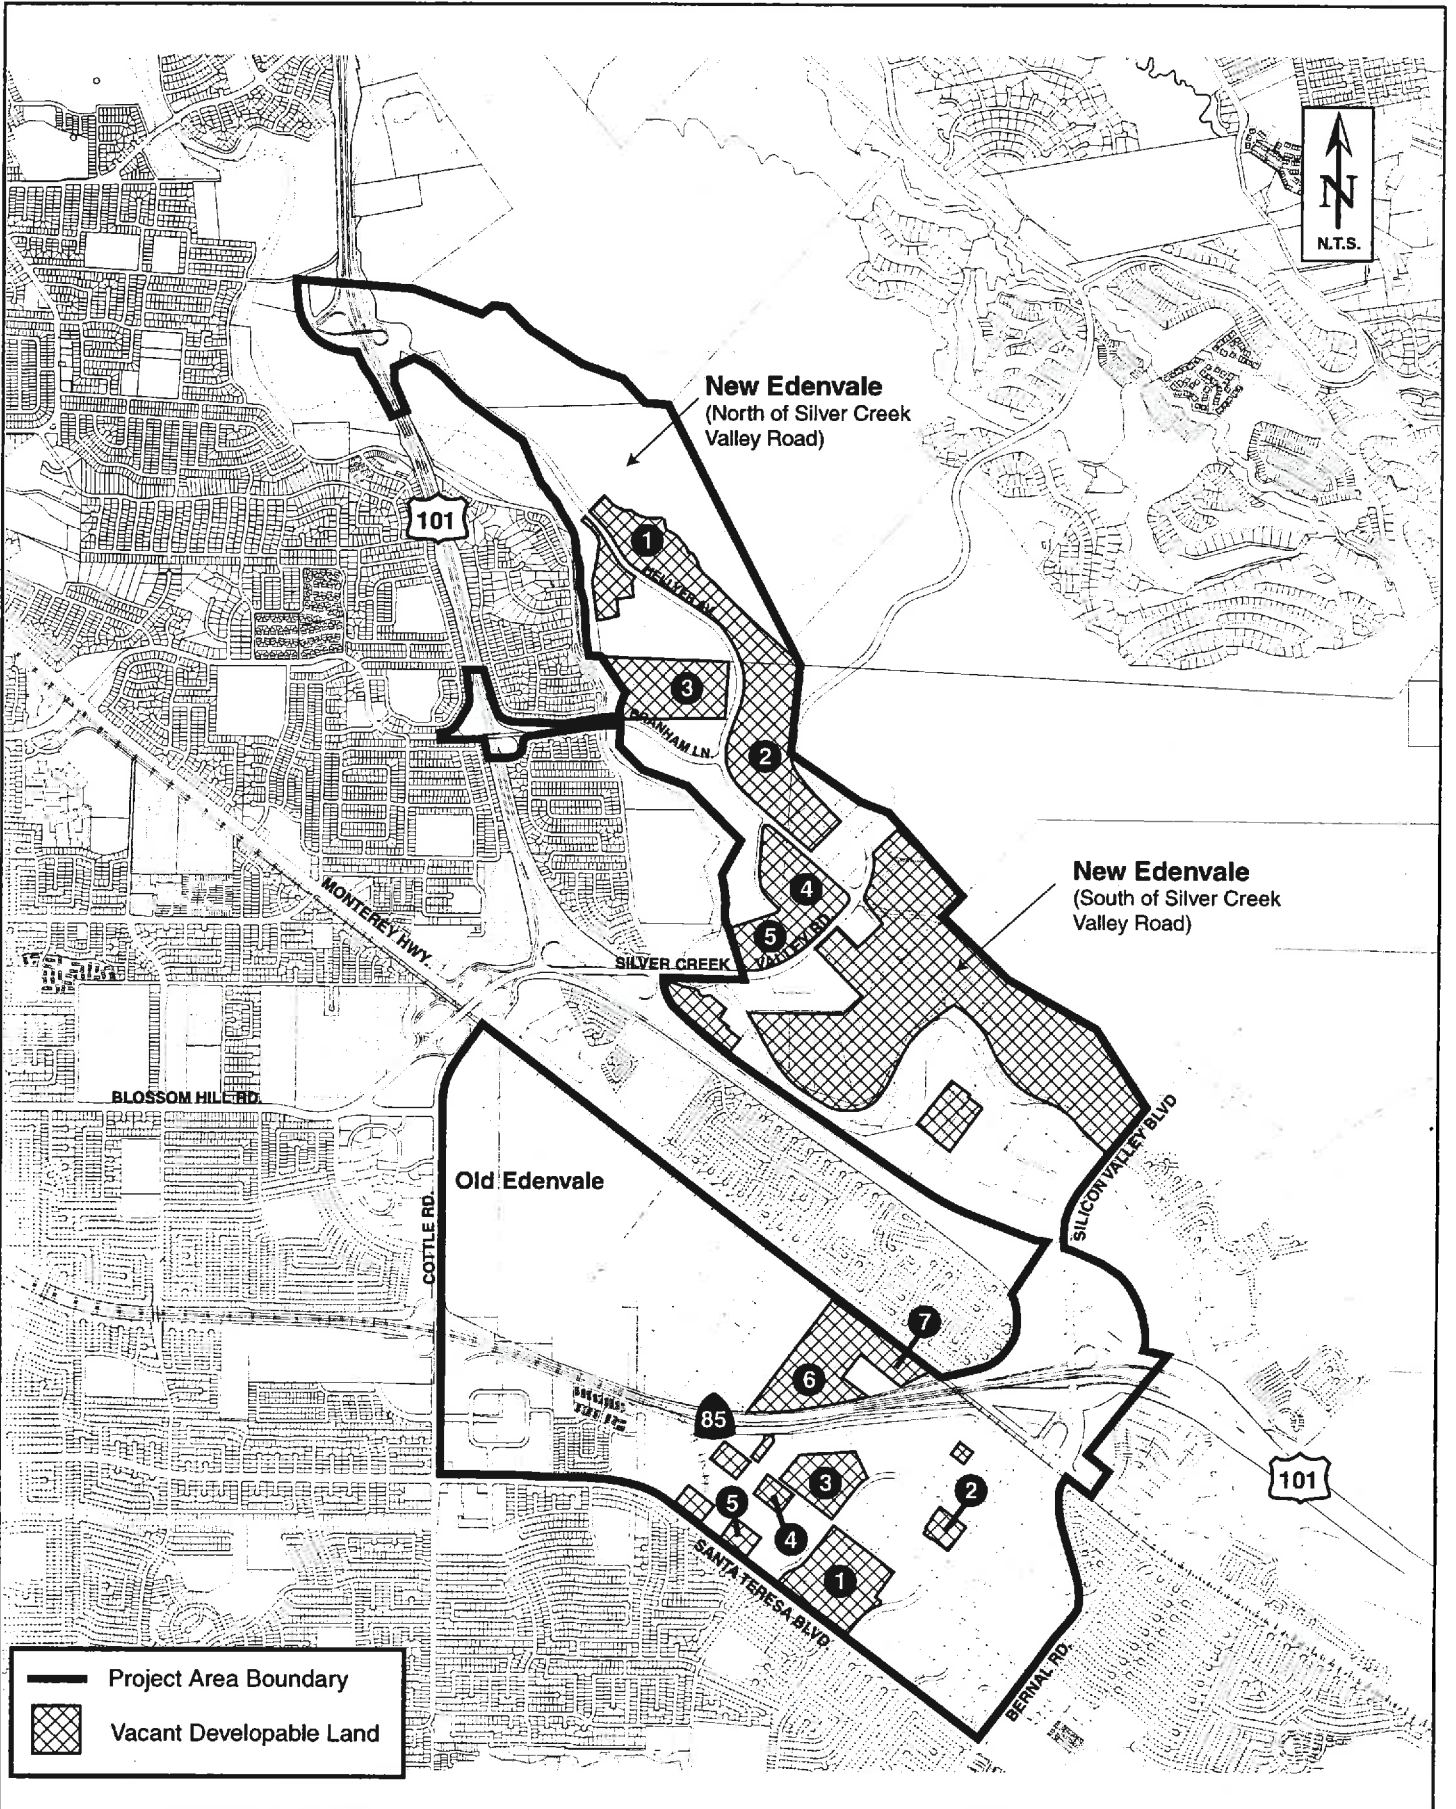 N
N.T.S.
New Edenvale
(North of Silver Creek
Valley Road)
101
1
HELLYER AV.
3
BRANHAM LN.
2
4
New Edenvale
(South of Silver Creek
Valley Road)
MONTEREY HWY.
5
SILVER CREEK VALLEY RD
BLOSSOM HILL RD.
SILICON VALLEY BLVD
Old Edenvale
COTTLE RD.
7
6
85
3
2
101
5
4
1
SANTA TERESA BLVD
BERNAL RD.
Project Area Boundary
Vacant Developable Land